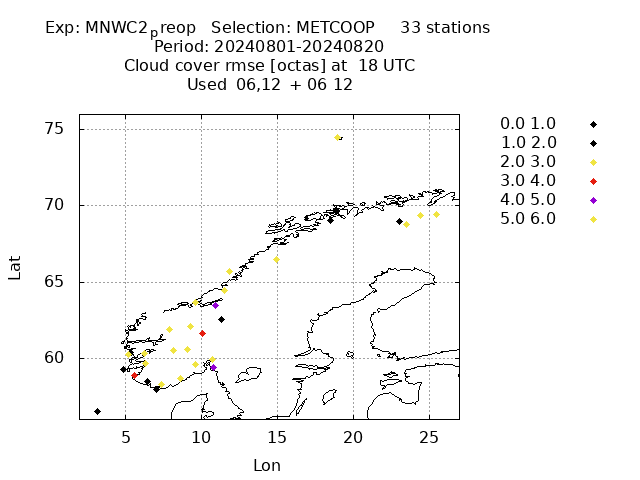 Exp: MNWC2preop Selection: METCOOP 33 stations
Period: 20240801-20240820
Cloud cover rmse [octas] at 18 UTC
Used 06,12 + 06 12
75
70
65
60
Lat
5 10 15 20 25
Lon
0.0 1.0
1.0 2.0
2.0 3.0
3.0 4.0
4.0 5.0
5.0 6.0